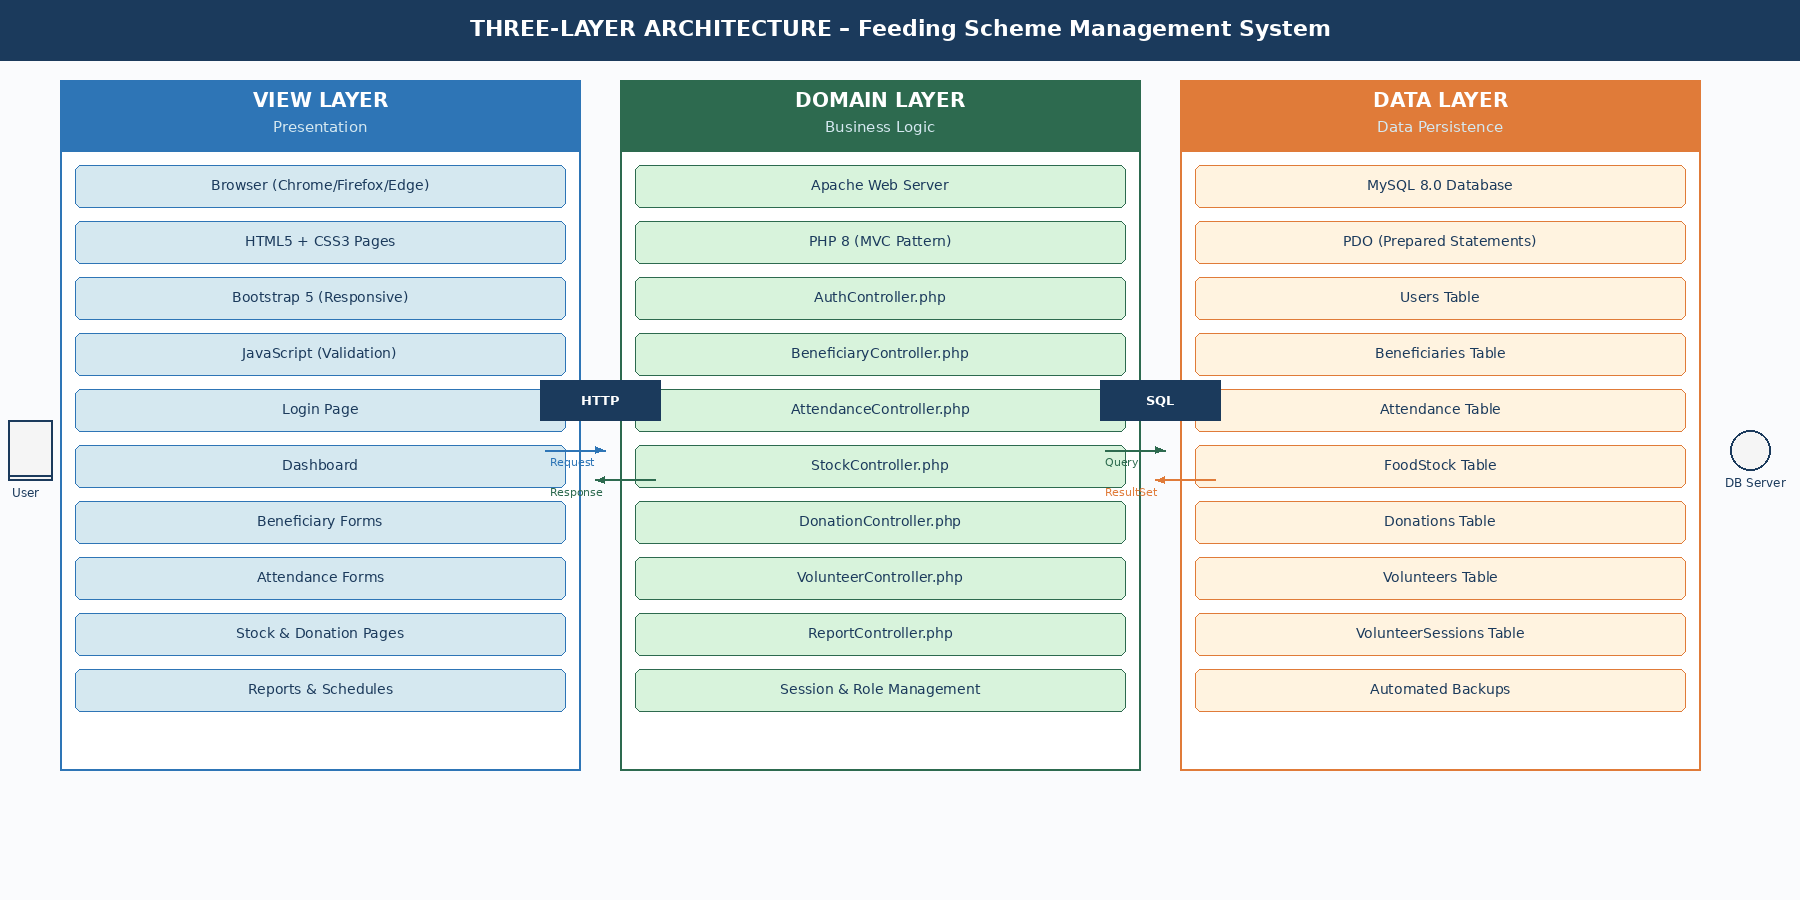 THREE-LAYER ARCHITECTURE – Feeding Scheme Management System
VIEW LAYER
Presentation
Browser (Chrome/Firefox/Edge)
HTML5 + CSS3 Pages
Bootstrap 5 (Responsive)
JavaScript (Validation)
Login Page
Dashboard
Beneficiary Forms
Attendance Forms
Stock & Donation Pages
Reports & Schedules
User
HTTP
Request
Response
DOMAIN LAYER
Business Logic
Apache Web Server
PHP 8 (MVC Pattern)
AuthController.php
BeneficiaryController.php
AttendanceController.php
StockController.php
DonationController.php
VolunteerController.php
ReportController.php
Session & Role Management
SQL
Query
ResultSet
DATA LAYER
Data Persistence
MySQL 8.0 Database
PDO (Prepared Statements)
Users Table
Beneficiaries Table
Attendance Table
FoodStock Table
Donations Table
Volunteers Table
VolunteerSessions Table
Automated Backups
DB Server